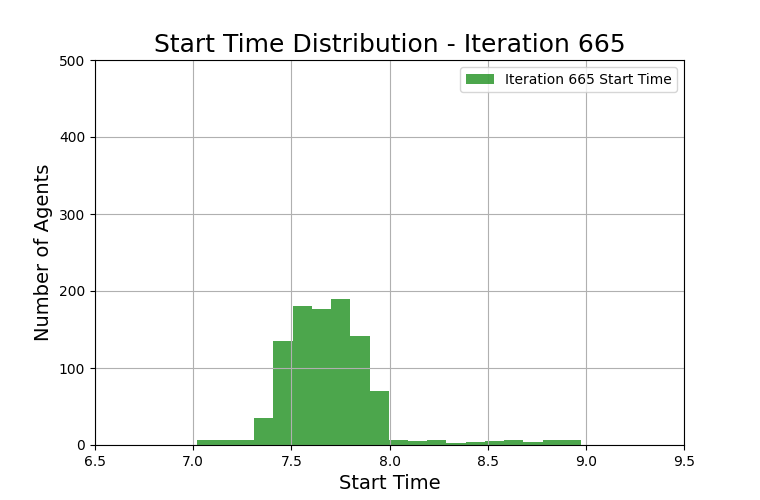 Start Time Distribution - Iteration 665
Iteration 665 Start Time
Number of Agents
500
400
300
200
100
0
6.5 7.0 7.5 8.0 8.5 9.0 9.5
Start Time